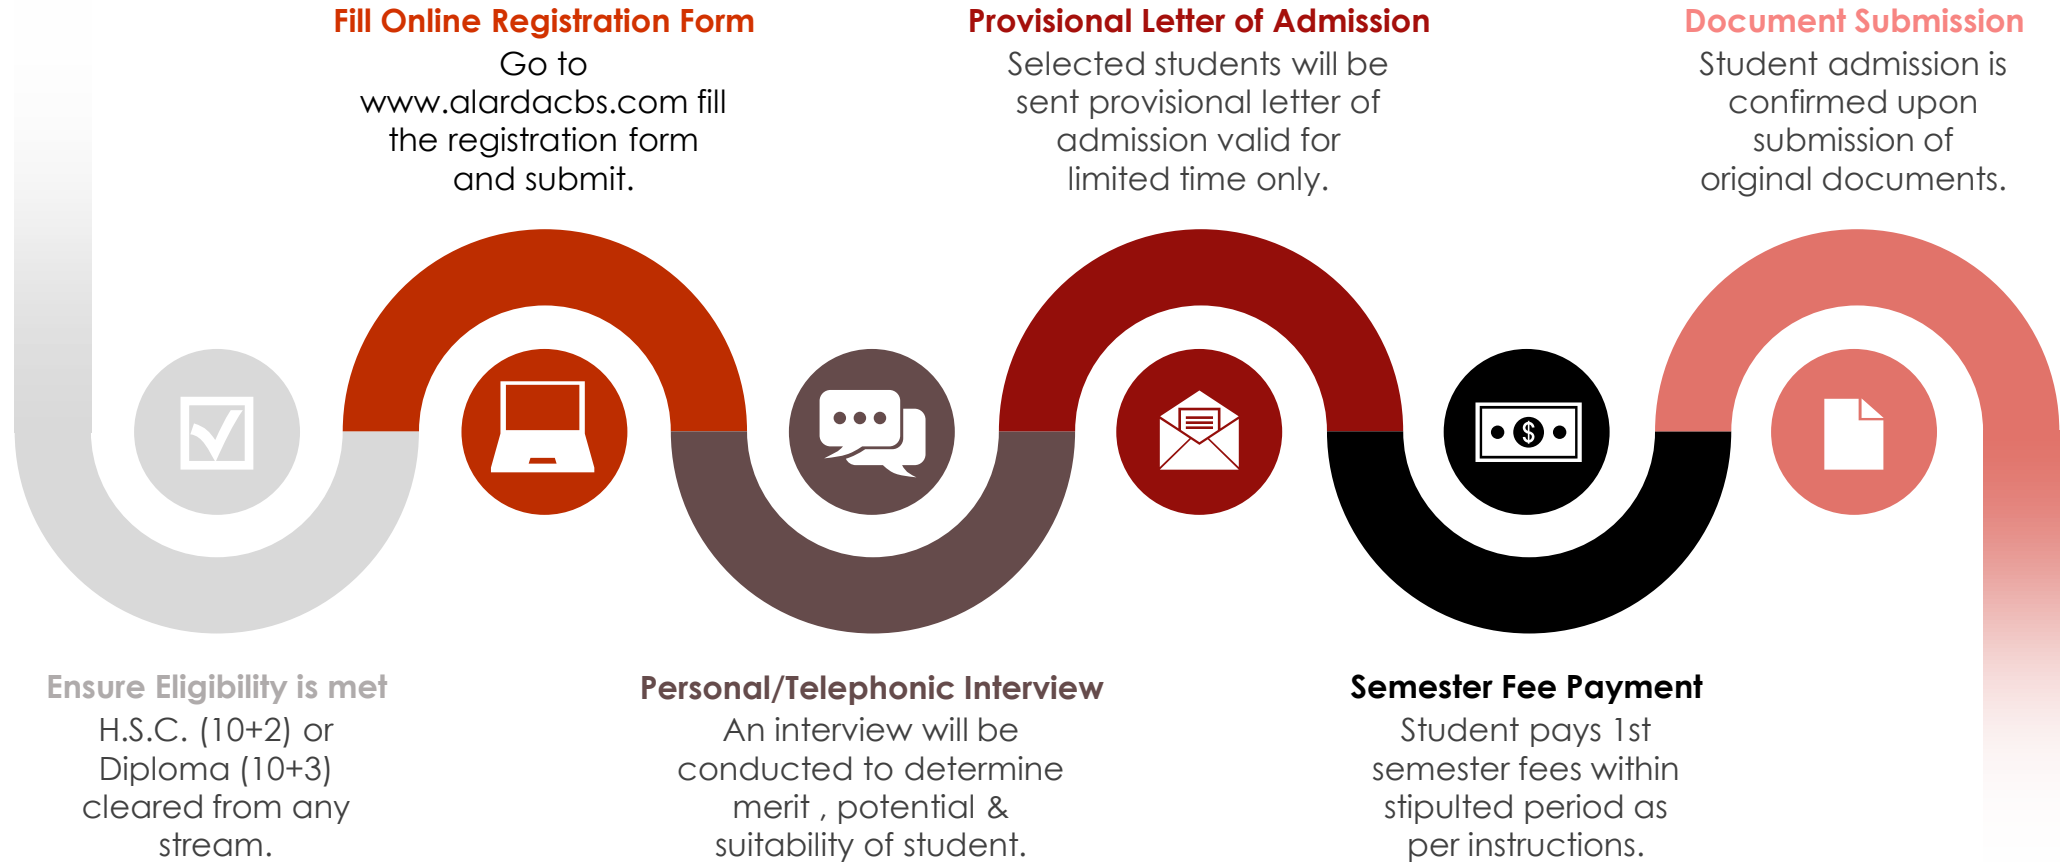 Fill Online Registration Form
Go to
www.alardacbs.com fill
the registration form
and submit.
Provisional Letter of Admission
Selected students will be
sent provisional letter of
admission valid for
limited time only.
Document Submission
Student admission is
confirmed upon
submission of
original documents.
$
Ensure Eligibility is met
H.S.C. (10+2) or
Diploma (10+3)
cleared from any
stream.
Personal/Telephonic Interview
An interview will be
conducted to determine
merit , potential &
suitability of student.
Semester Fee Payment
Student pays 1st
semester fees within
stipulted period as
per instructions.